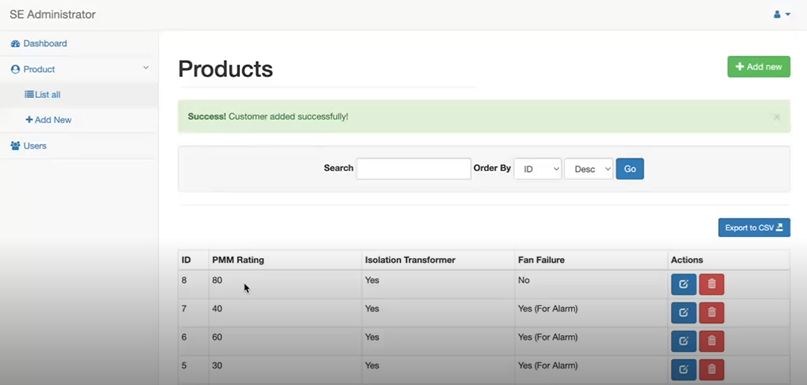 SE Administrator
Dashboard
Product
List all
Add New
Users
Products
Add new
Success! Customer added successfully!
Search Order By ID Desc Go
Export to CSV
ID PMM Rating Isolation Transformer Fan Failure Actions
8 80 Yes No
7 40 Yes Yes (For Alarm)
6 60 Yes Yes (For Alarm)
5 30 Yes Yes (For Alarm)